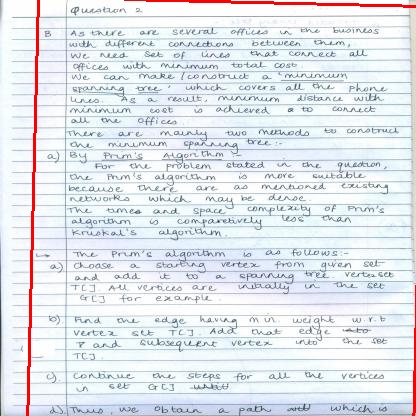 Question 2
B As there are several offices in the business
with different connections between them,
we need set of lines that connect all
offices with minimum total cost.
We can make / construct a 'minimum
spanning tree' which covers all the phone
lines. As a result, minimum distance with
minimum cost is achieved to connect
all the offices.
There are mainly two methods to construct
the minimum spanning tree :-
a) By Prim's Algorithm -
For the problem stated in the question,
the Prim's algorithm is more suitable
because there are as mentioned existing
networks which may be dense.
The times and space complexity of Prim's
algorithm is comparetively less than
Kruskal's algorithm.
The Prim's algorithm is as follows:-
a) Choose a starting vertex from given set
and add it to a spanning tree vertexset
T[]. All vertices are initially in the set
G[] for example.
b) Find the edge having min. weight w.r.t
vertex set T[]. Add that edge
and subsequent vertex into the set
T[].
c). Continue the steps for all the vertices
in set G[]
d). Thus, we obtain a path which is